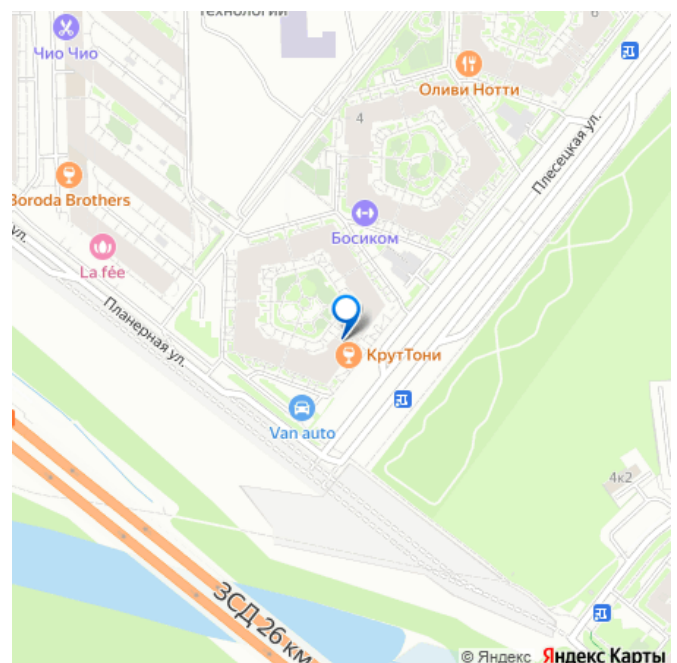 технологий
Чио Чио
Оливи Нотти
6
4
Плесецкая ул.
Boroda Brothers
Босиком
ул.
La fée
Планерная ул.
КрутТони
Van auto
4к2
ЗСД 26 км
© Яндекс Яндекс Карты